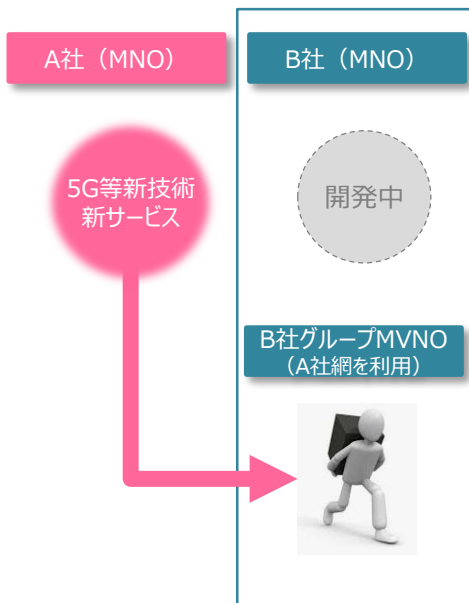 A社（MNO）
B社（MNO）
5G等新技術
新サービス
開発中
B社グループMVNO
（A社網を利用）